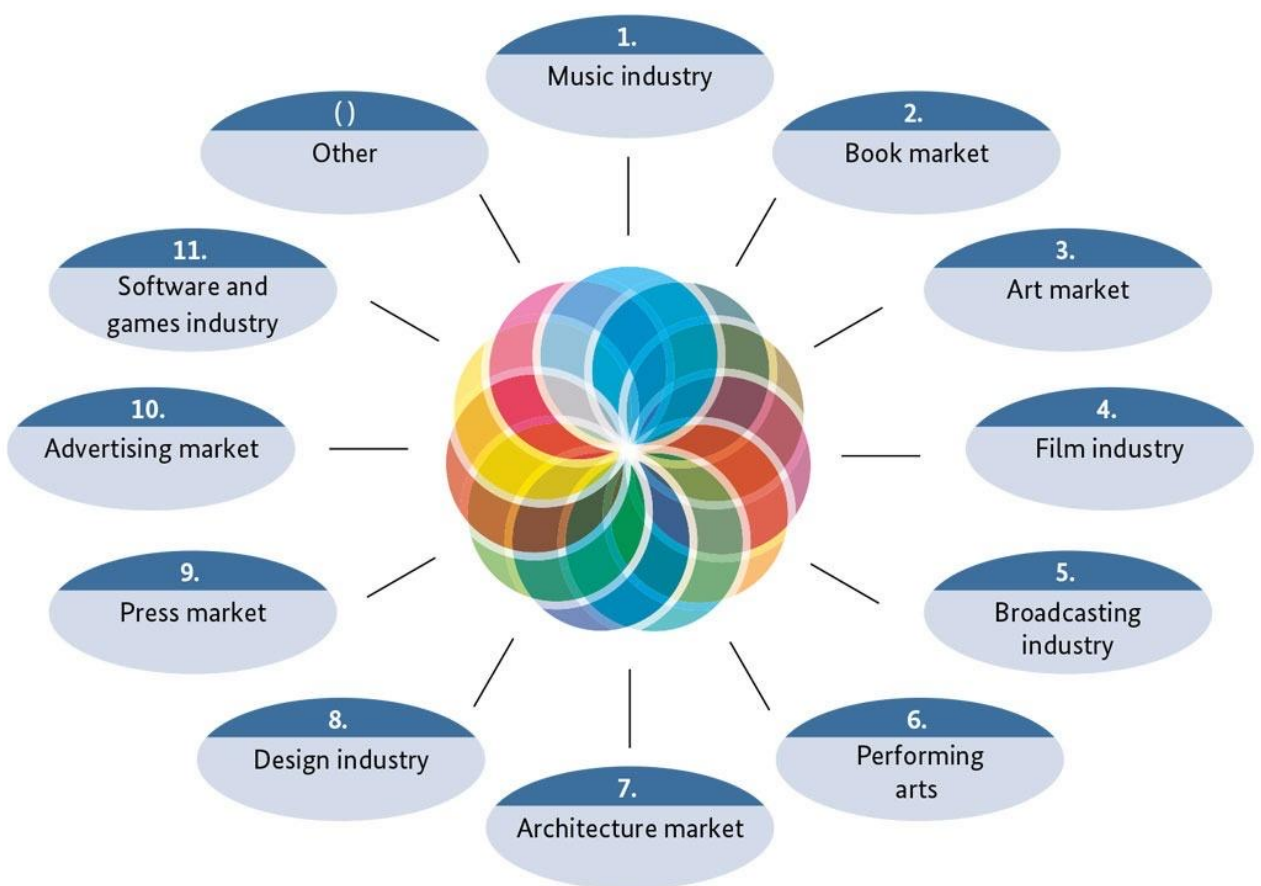 1.
Music industry
2.
Book market
3.
Art market
4.
Film industry
5.
Broadcasting
industry
6.
Performing
arts
7.
Architecture market
8.
Design industry
9.
Press market
10.
Advertising market
11.
Software and
games industry
( )
Other